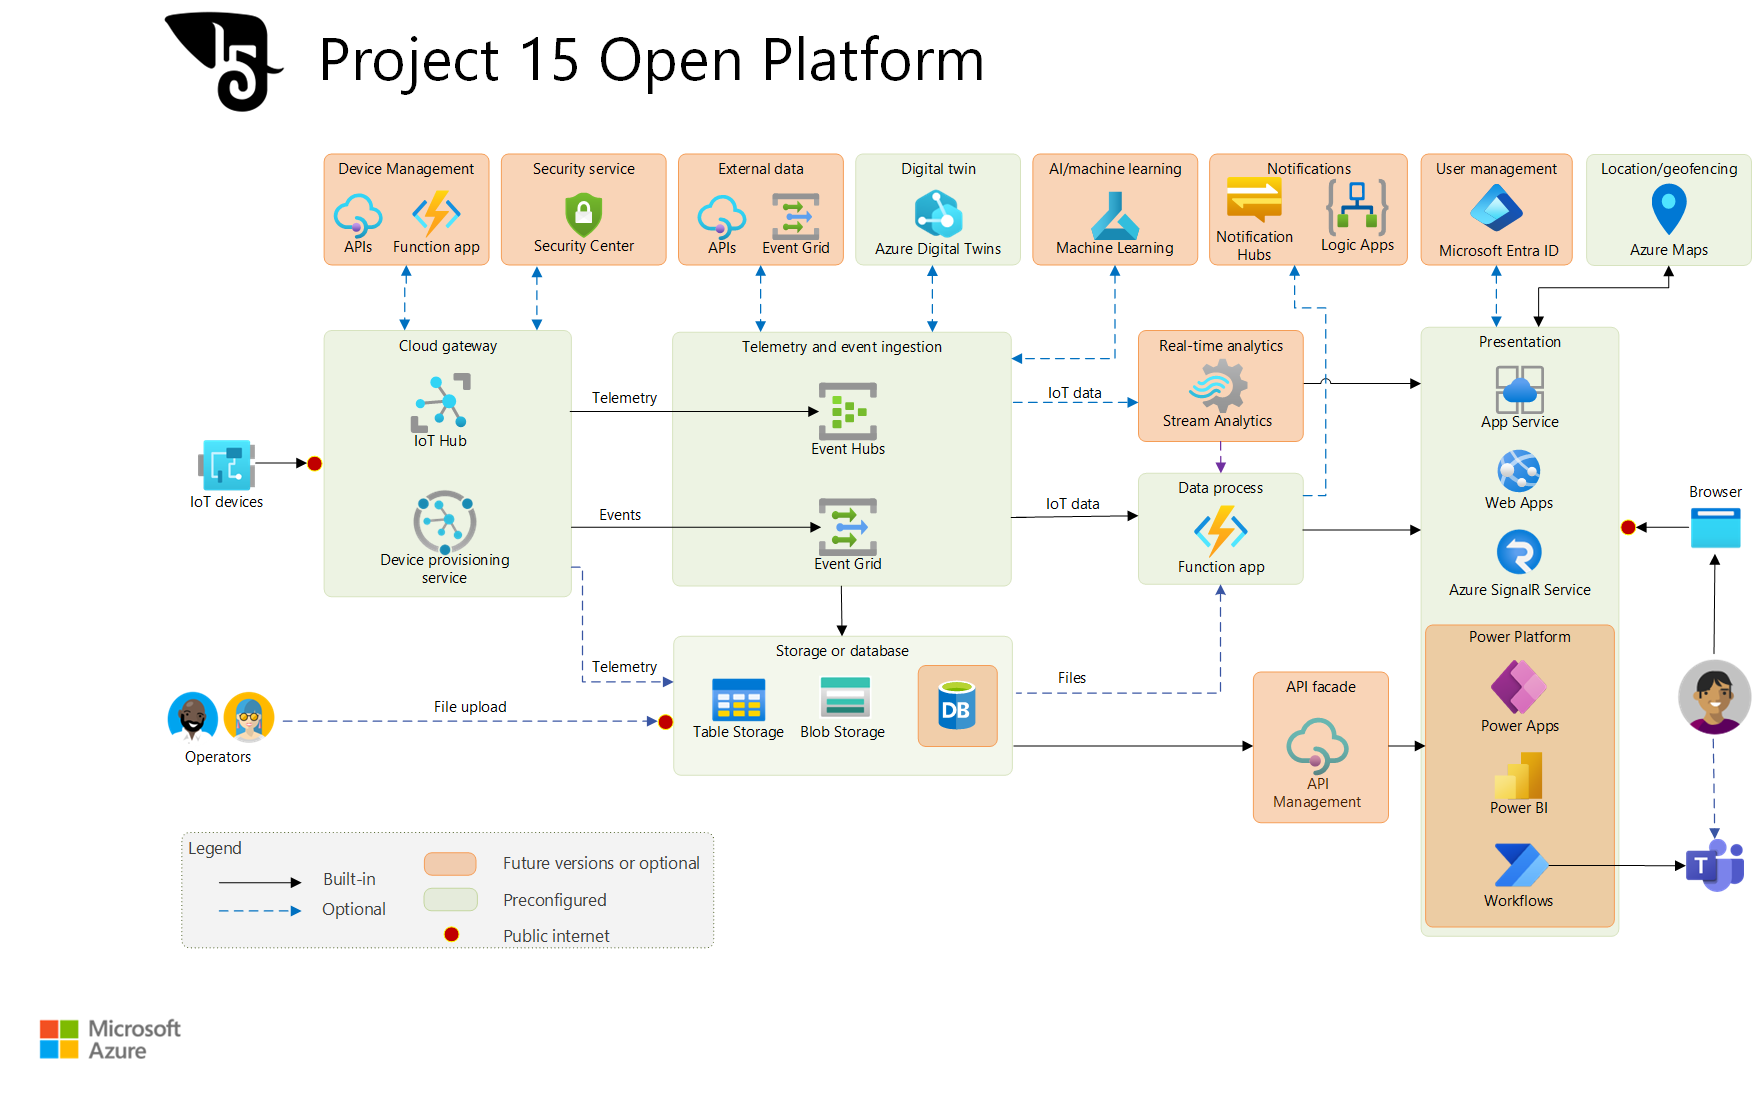 15
Project 15 Open Platform
Device Management
APIs
Function app
Security service
Security Center
External data
APIs
Event Grid
Digital twin
Azure Digital Twins
AI/machine learning
Machine Learning
Notifications
Notification
Hubs
Logic Apps
User management
Microsoft Entra ID
Location/geofencing
Azure Maps
Cloud gateway
IoT Hub
Device provisioning
service
Telemetry
Events
Telemetry and event ingestion
Event Hubs
Event Grid
IoT data
IoT data
Real-time analytics
Stream Analytics
Data process
Function app
Presentation
App Service
Web Apps
Azure SignalR Service
Power Platform
Power Apps
Power BI
Workflows
Browser
IoT devices
Telemetry
File upload
Operators
Storage or database
Table Storage
Blob Storage
DB
Files
API facade
API
Management
T
Legend
Built-in
Optional
Future versions or optional
Preconfigured
Public internet
Microsoft
Azure